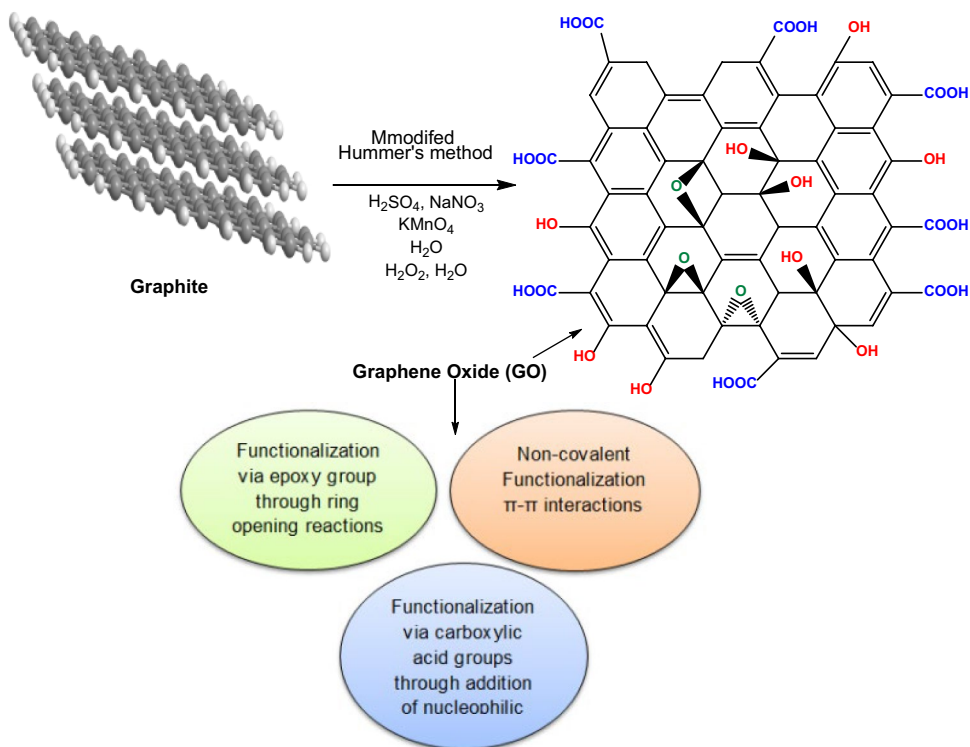 HOOC
COOH
OH
COOH
Mmodifed
Hummer's method
H2SO4, NaNO3
KMnO4
H2O
H2O2, H2O
Graphite
HOOC
HO
OH
OH
O
HO
COOH
HO
O
O
HOOC
COOH
HO
OH
HO
HOOC
Graphene Oxide (GO)
Functionalization
via epoxy group
through ring
opening reactions
Non-covalent
Functionalization
π-π interactions
Functionalization
via carboxylic
acid groups
through addition
of nucleophilic